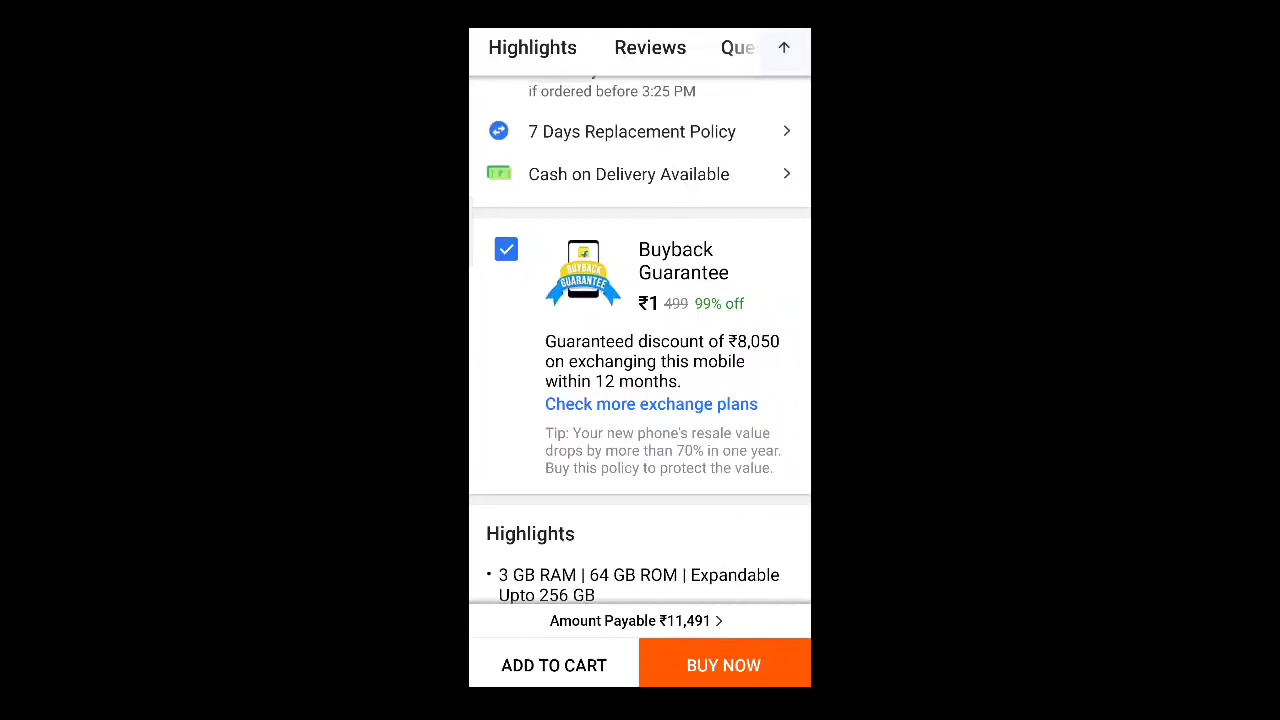 Highlights Reviews Que
if ordered before 3:25 PM
7 Days Replacement Policy
Cash on Delivery Available
BUYBACK
GUARANTEE
Buyback
Guarantee
₹1 499 99% off
Guaranteed discount of ₹8,050
on exchanging this mobile
within 12 months.
Check more exchange plans
Tip: Your new phone's resale value
drops by more than 70% in one year.
Buy this policy to protect the value.
Highlights
• 3 GB RAM | 64 GB ROM | Expandable
Upto 256 GB
Amount Payable ₹11,491
ADD TO CART BUY NOW